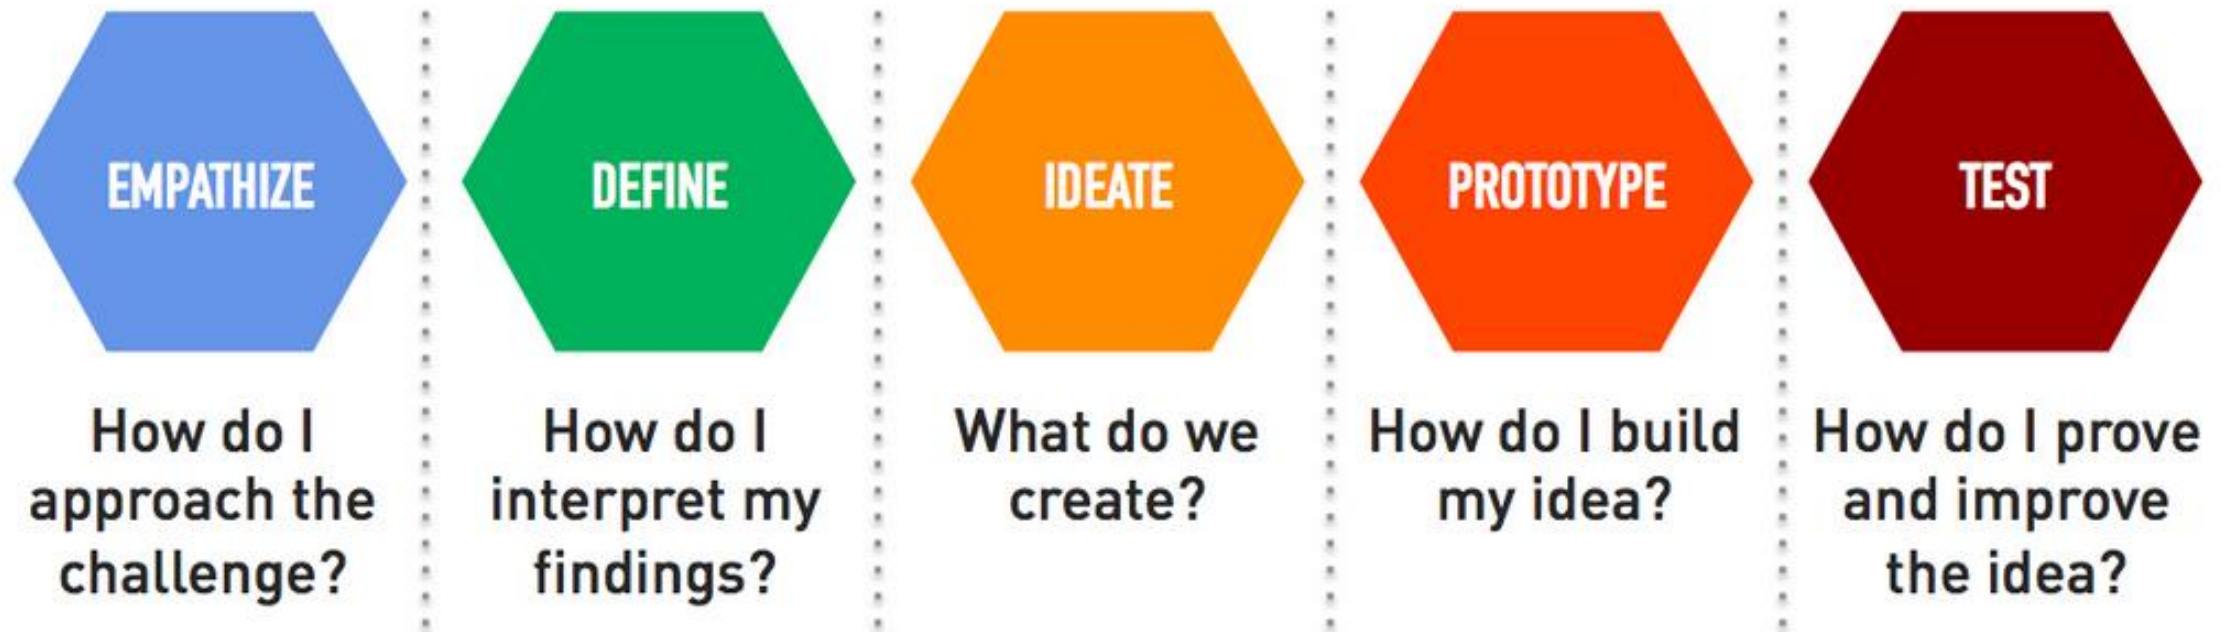 EMPATHIZE
How do I
approach the
challenge?
DEFINE
How do I
interpret my
findings?
IDEATE
What do we
create?
PROTOTYPE
How do I build
my idea?
TEST
How do I prove
and improve
the idea?